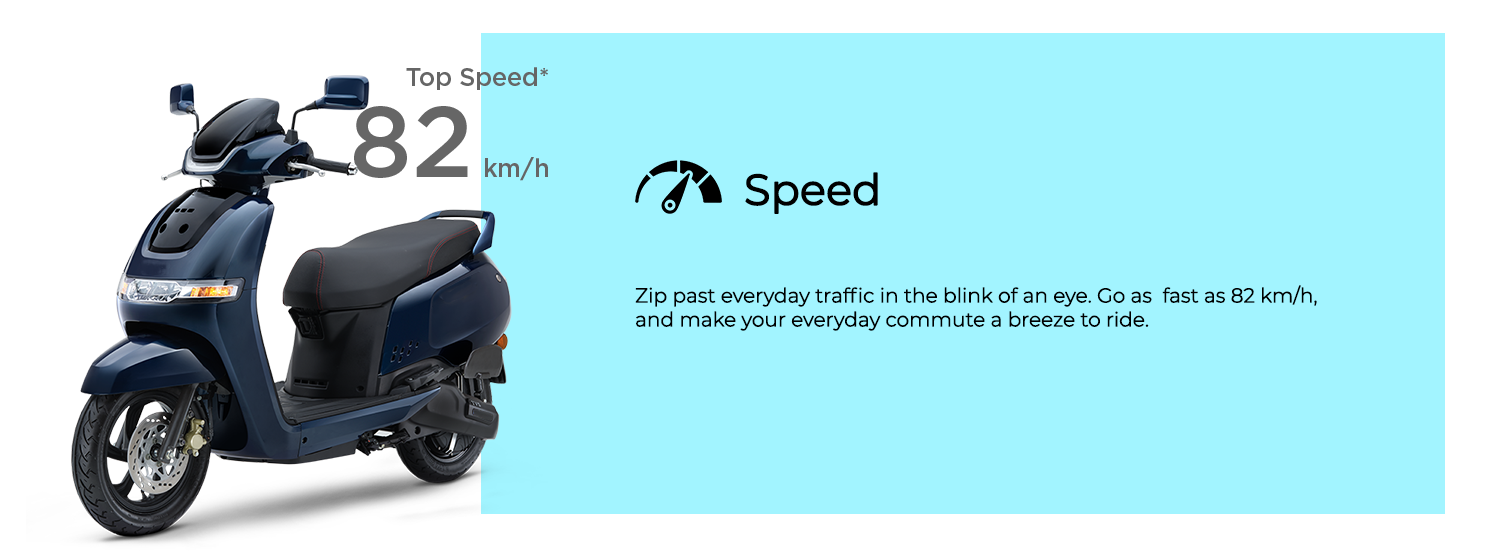 Top Speed*
82 km/h
Speed
Zip past everyday traffic in the blink of an eye. Go as  fast as 82 km/h,
and make your everyday commute a breeze to ride.